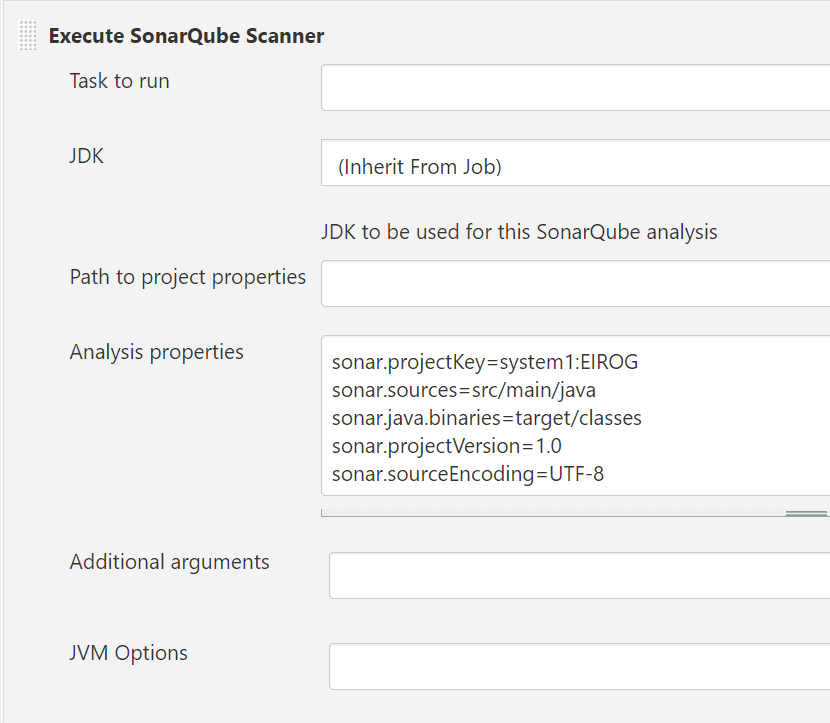 Execute SonarQube Scanner
Task to run
JDK
(Inherit From Job)
JDK to be used for this SonarQube analysis
Path to project properties
Analysis properties
sonar.projectKey=system1:EIROG
sonar.sources=src/main/java
sonar.java.binaries=target/classes
sonar.projectVersion=1.0
sonar.sourceEncoding=UTF-8
Additional arguments
JVM Options